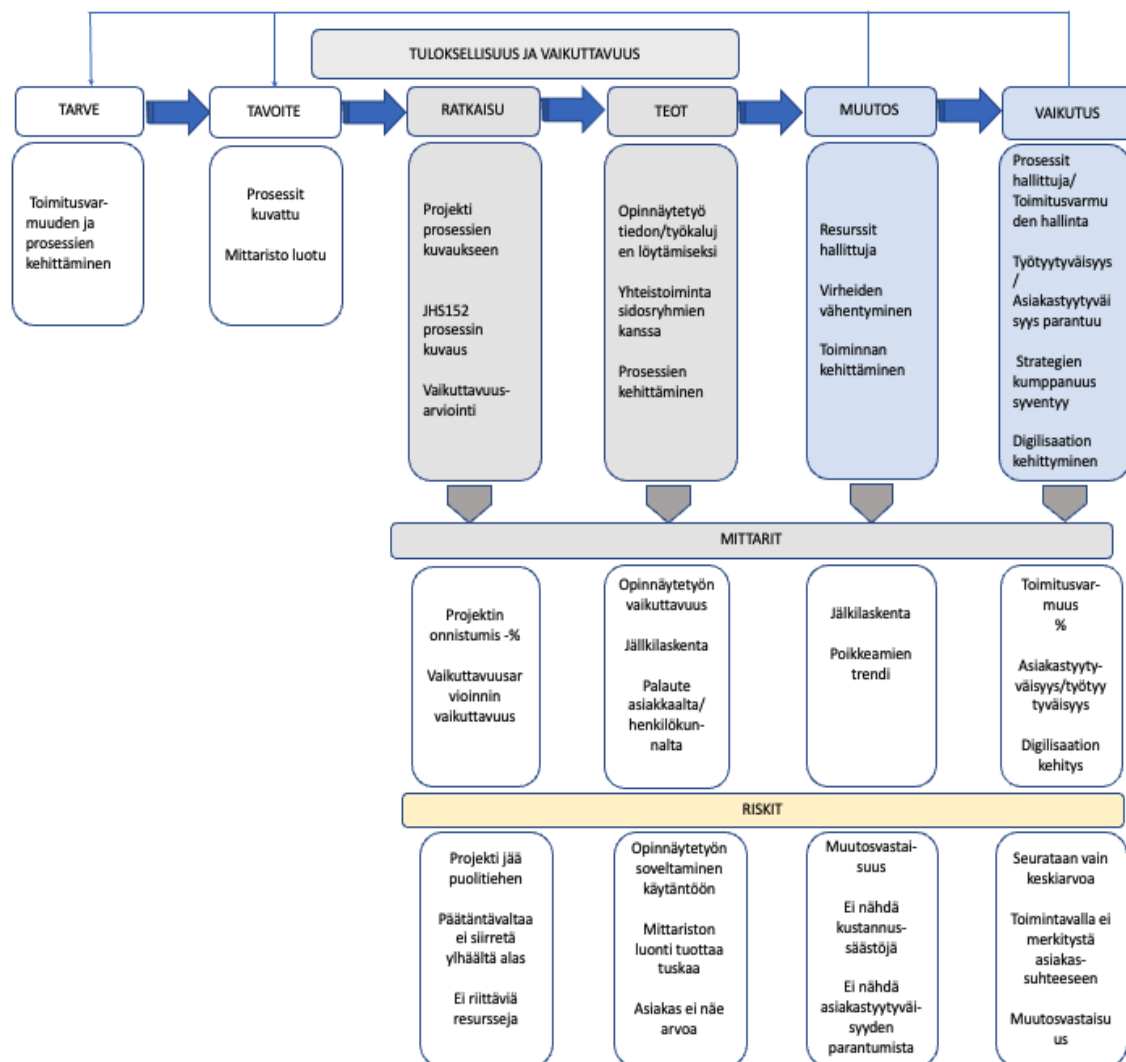 TULOKSELLISUUS JA VAIKUTTAVUUS
TARVE
TAVOITE
RATKAISU
TEOT
MUUTOS
VAIKUTUS
Toimitusvar-
muuden ja
prosessien
kehittäminen
Prosessit
kuvattu
Mittaristo luotu
Projekti
prosessien
kuvaukseen
JHS152
prosessin
kuvaus
Vaikuttavuus-
arviointi
Opinnäytetyö
tiedon/työkaluj
en löytämiseksi
Yhteistoiminta
sidosryhmien
kanssa
Prosessien
kehittäminen
Resurssit
hallittuja
Virheiden
vähentyminen
Toiminnan
kehittäminen
Prosessit
hallittuja/
Toimitusvarmu
den hallinta
Työtyytyväisyys
/
Asiakastyytyväi
syys parantuu
Strategien
kumppanuus
syventyy
Digilisaation
kehittyminen
MITTARIT
Projektin
onnistumis -%
Vaikuttavuusar
vioinnin
vaikuttavuus
Opinnäytetyön
vaikuttavuus
Jällkilaskenta
Palaute
asiakkaalta/
henkilökun-
nalta
Jälkilaskenta
Poikkeamien
trendi
Toimitusvar-
muus
%
Asiakastyyty-
väisyys/työtyy
tyväisyys
Digilisaation
kehitys
RISKIT
Projekti jää
puolitiehen
Päätäntävaltaa
ei siirretä
ylhäältä alas
Ei riittäviä
resursseja
Opinnäytetyön
soveltaminen
käytäntöön
Mittariston
luonti tuottaa
tuskaa
Asiakas ei näe
arvoa
Muutosvastai-
suus
Ei nähdä
kustannus-
säästöjä
Ei nähdä
asiakastyytyväi-
syyden
parantumista
Seurataan vain
keskiarvoa
Toimintavalla ei
merkitystä
asiakas-
suhteeseen
Muutosvastaisu
us